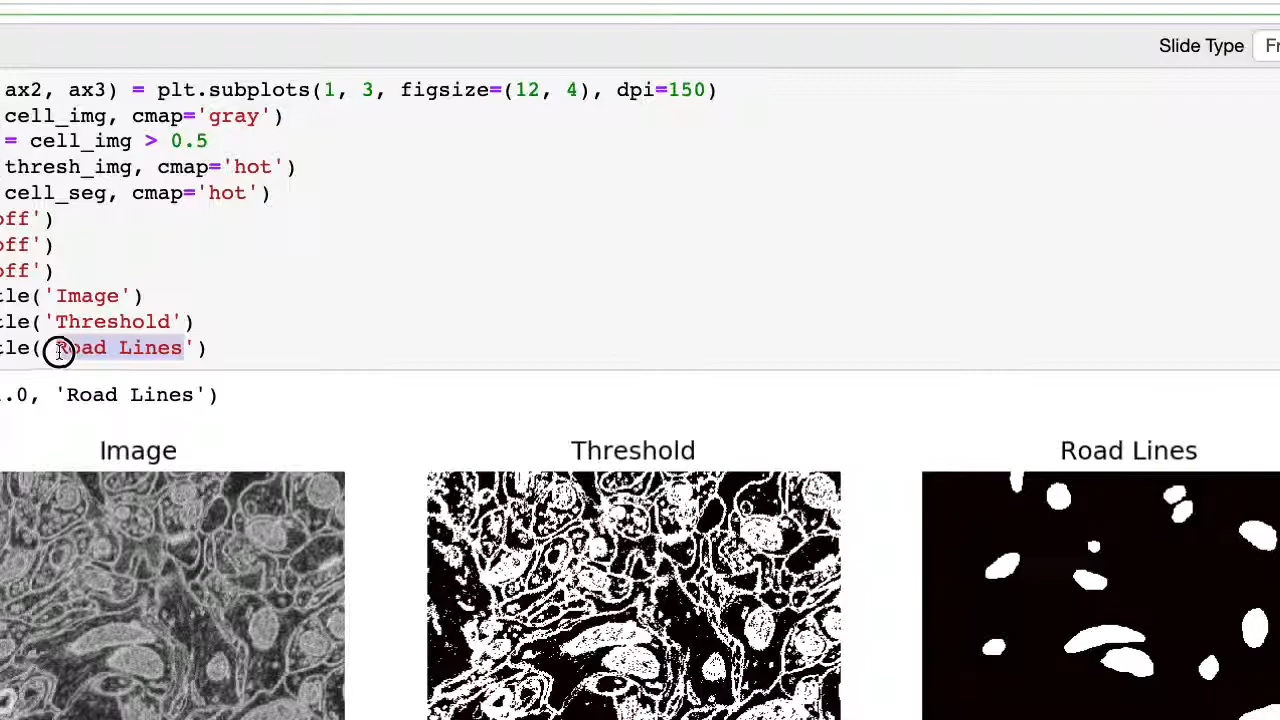 Slide Type Fr
ax2, ax3) = plt.subplots(1, 3, figsize=(12, 4), dpi=150)
cell_img, cmap='gray')
= cell_img > 0.5
thresh_img, cmap='hot')
cell_seg, cmap='hot')
off')
off')
off')
tle('Image')
tle('Threshold')
tle('Road Lines')
.0, 'Road Lines')
Image Threshold Road Lines